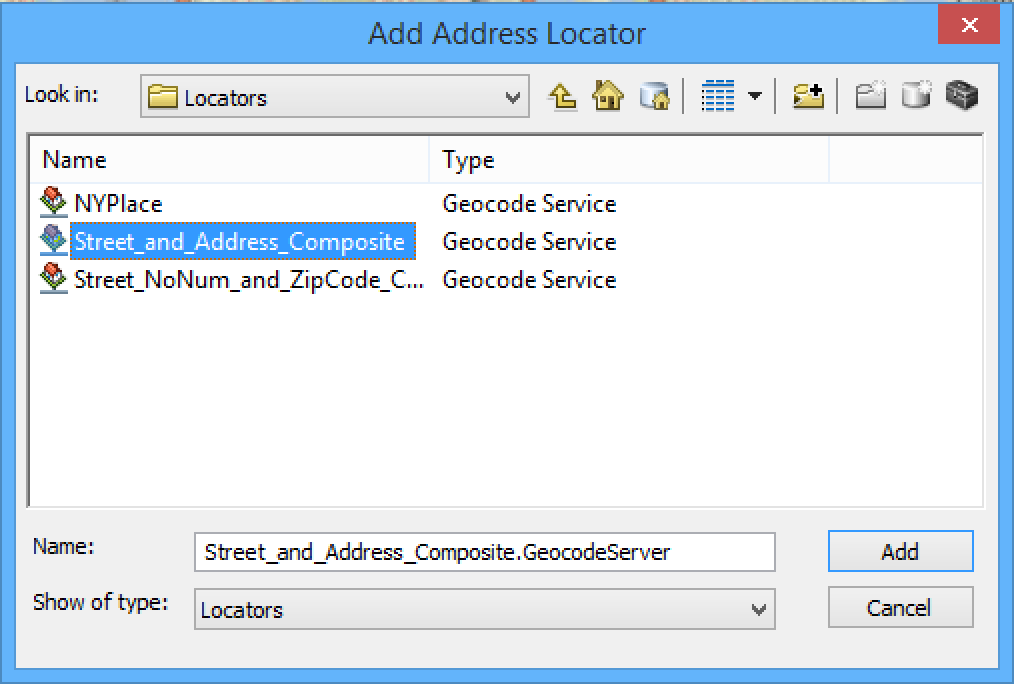 Add Address Locator
Look in: Locators
Name Type
NYPlace Geocode Service
Street_and_Address_Composite Geocode Service
Street_NoNum_and_ZipCode_C... Geocode Service
Name: Street_and_Address_Composite.GeocodeServer Add
Show of type: Locators Cancel